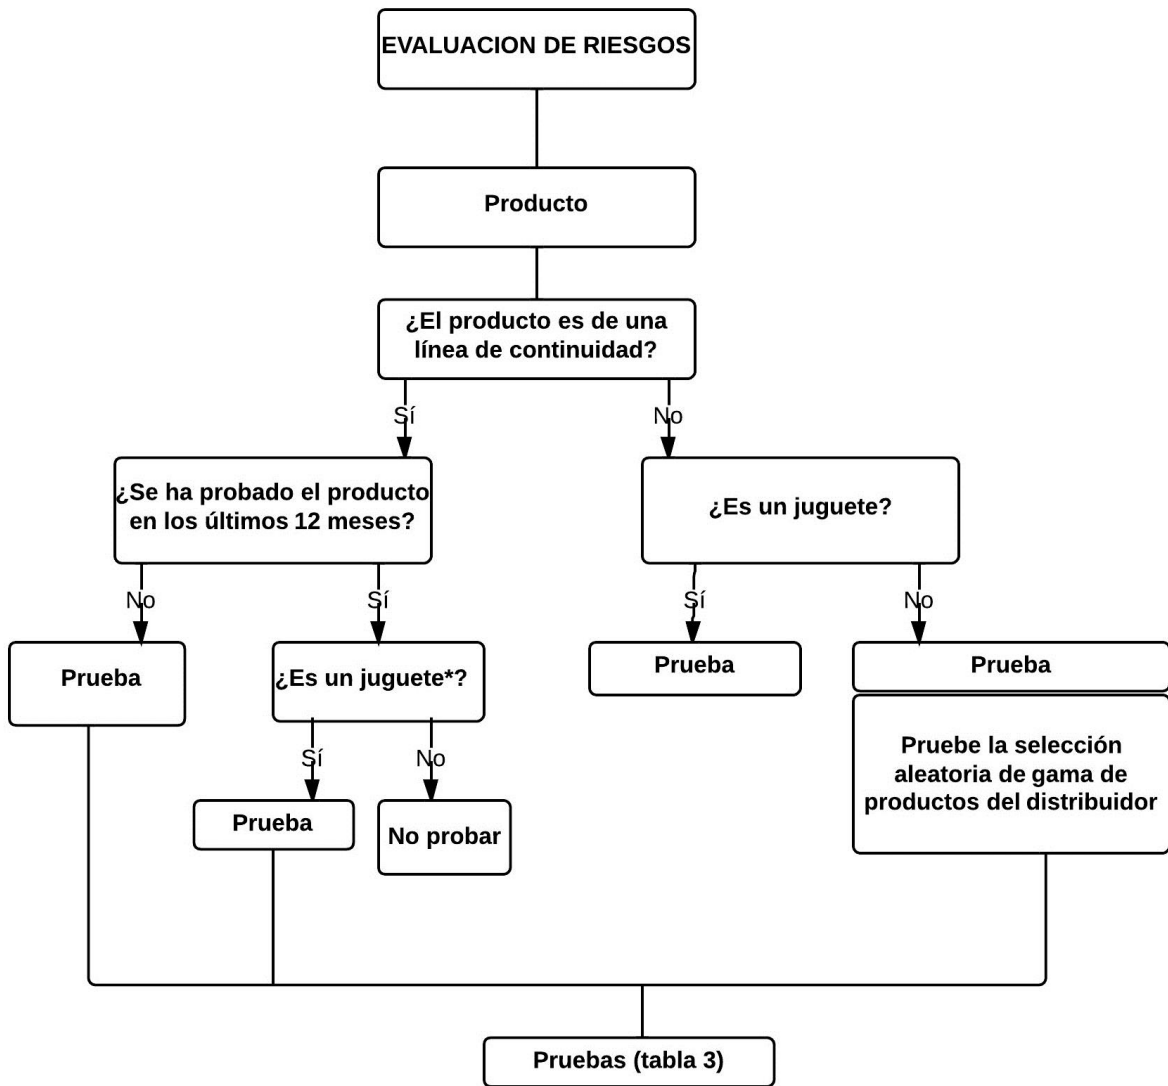 EVALUACION DE RIESGOS
Producto
¿El producto es de una
línea de continuidad?
Sí
No
¿Se ha probado el producto
en los últimos 12 meses?
¿Es un juguete?
No
Sí
Sí
No
Prueba
¿Es un juguete*?
Prueba
Prueba
Sí
No
Pruebe la selección
aleatoria de gama de
productos del distribuidor
Prueba
No probar
Pruebas (tabla 3)